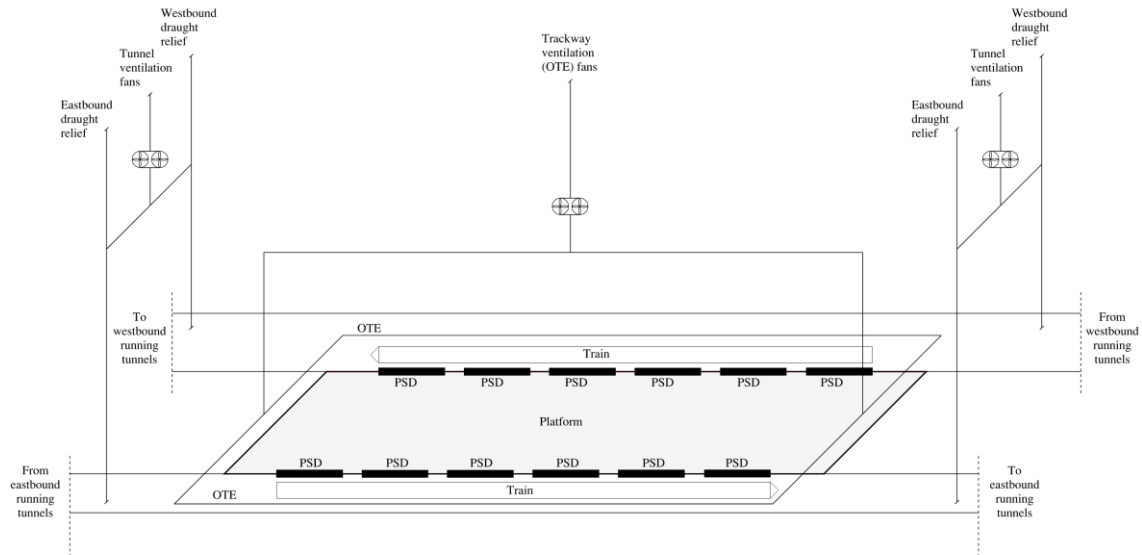 Westbound
draught relief
Tunnel
ventilation
fans
Eastbound
draught
relief
Trackway
ventilation
(OTE) fans
Westbound
draught relief
Tunnel
ventilation
fans
Eastbound
draught
relief
To
westbound
running
tunnels
OTE
Train
From
westbound
running
tunnels
PSD PSD PSD PSD PSD PSD
Platform
PSD PSD PSD PSD PSD PSD
From
eastbound
running
tunnels
OTE
Train
To
eastbound
running
tunnels